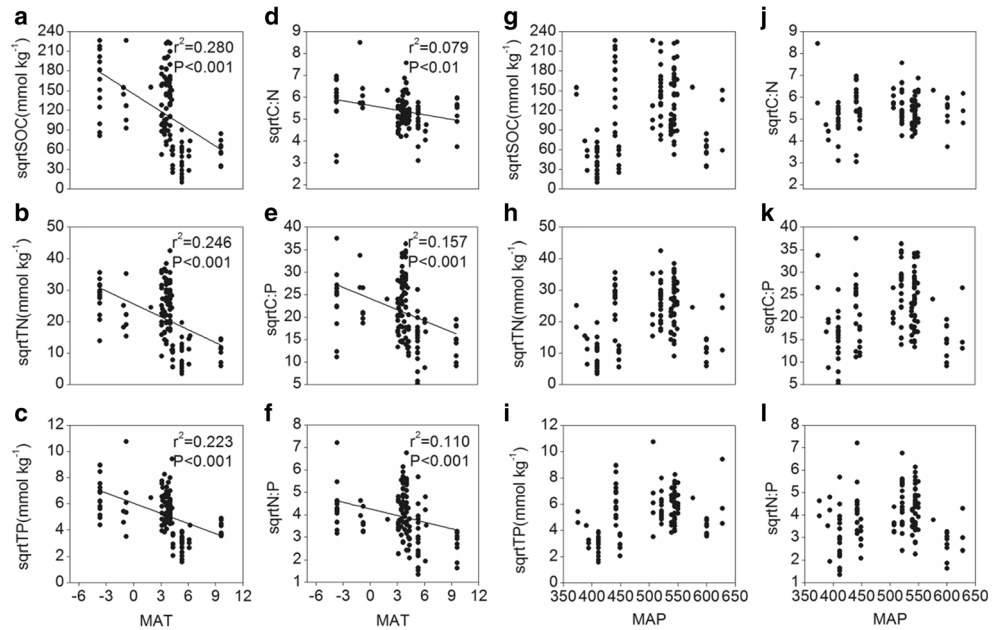 a
d
g
j
240
210
180
150
120
90
60
30
0
sqrtSOC(mmol kg-1)
r2=0.280
P<0.001
9
8
7
6
5
4
3
2
sqrtC:N
r2=0.079
P<0.01
240
210
180
150
120
90
60
30
0
sqrtSOC(mmol kg-1)
9
8
7
6
5
4
3
2
sqrtC:N
b
e
h
k
50
40
30
20
10
0
sqrtTN(mmol kg-1)
r2=0.246
P<0.001
40
35
30
25
20
15
10
5
sqrtC:P
r2=0.157
P<0.001
50
40
30
20
10
0
sqrtTN(mmol kg-1)
40
35
30
25
20
15
10
5
sqrtC:P
c
f
i
l
12
10
8
6
4
2
0
sqrtTP(mmol kg-1)
r2=0.223
P<0.001
8
7
6
5
4
3
2
1
sqrtN:P
r2=0.110
P<0.001
12
10
8
6
4
2
0
sqrtTP(mmol kg-1)
8
7
6
5
4
3
2
1
sqrtN:P
-6 -3 0 3 6 9 12
-6 -3 0 3 6 9 12
350 400 450 500 550 600 650
350 400 450 500 550 600 650
MAT
MAT
MAP
MAP